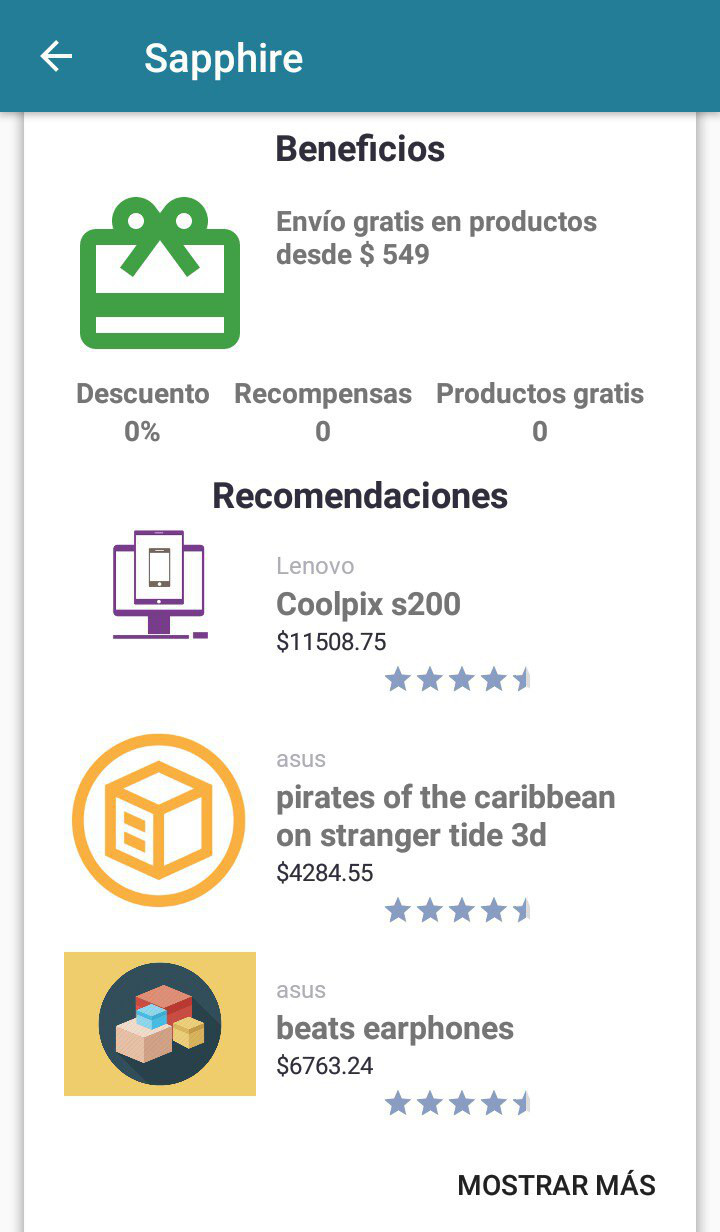 Sapphire
Beneficios
Envío gratis en productos
desde $ 549
Descuento Recompensas Productos gratis
0% 0 0
Recomendaciones
Lenovo
Coolpix s200
$11508.75
asus
pirates of the caribbean
on stranger tide 3d
$4284.55
asus
beats earphones
$6763.24
MOSTRAR MÁS